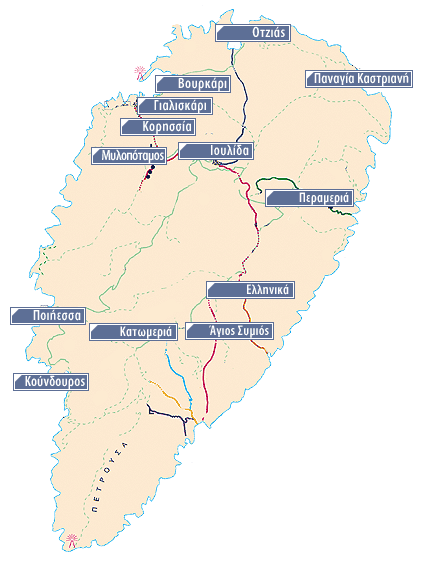 Οτζιάς
Παναγία Καστριανή
Βουρκάρι
Γιαλισκάρι
Κορησσία
Μυλοπόταμος
Ιουλίδα
Περαμεριά
Ελληνικά
Ποιήεσσα
Κατωμεριά
Άγιος Συμιός
Κούνδουρος
ΠΕΤΡΟΥΣΑ